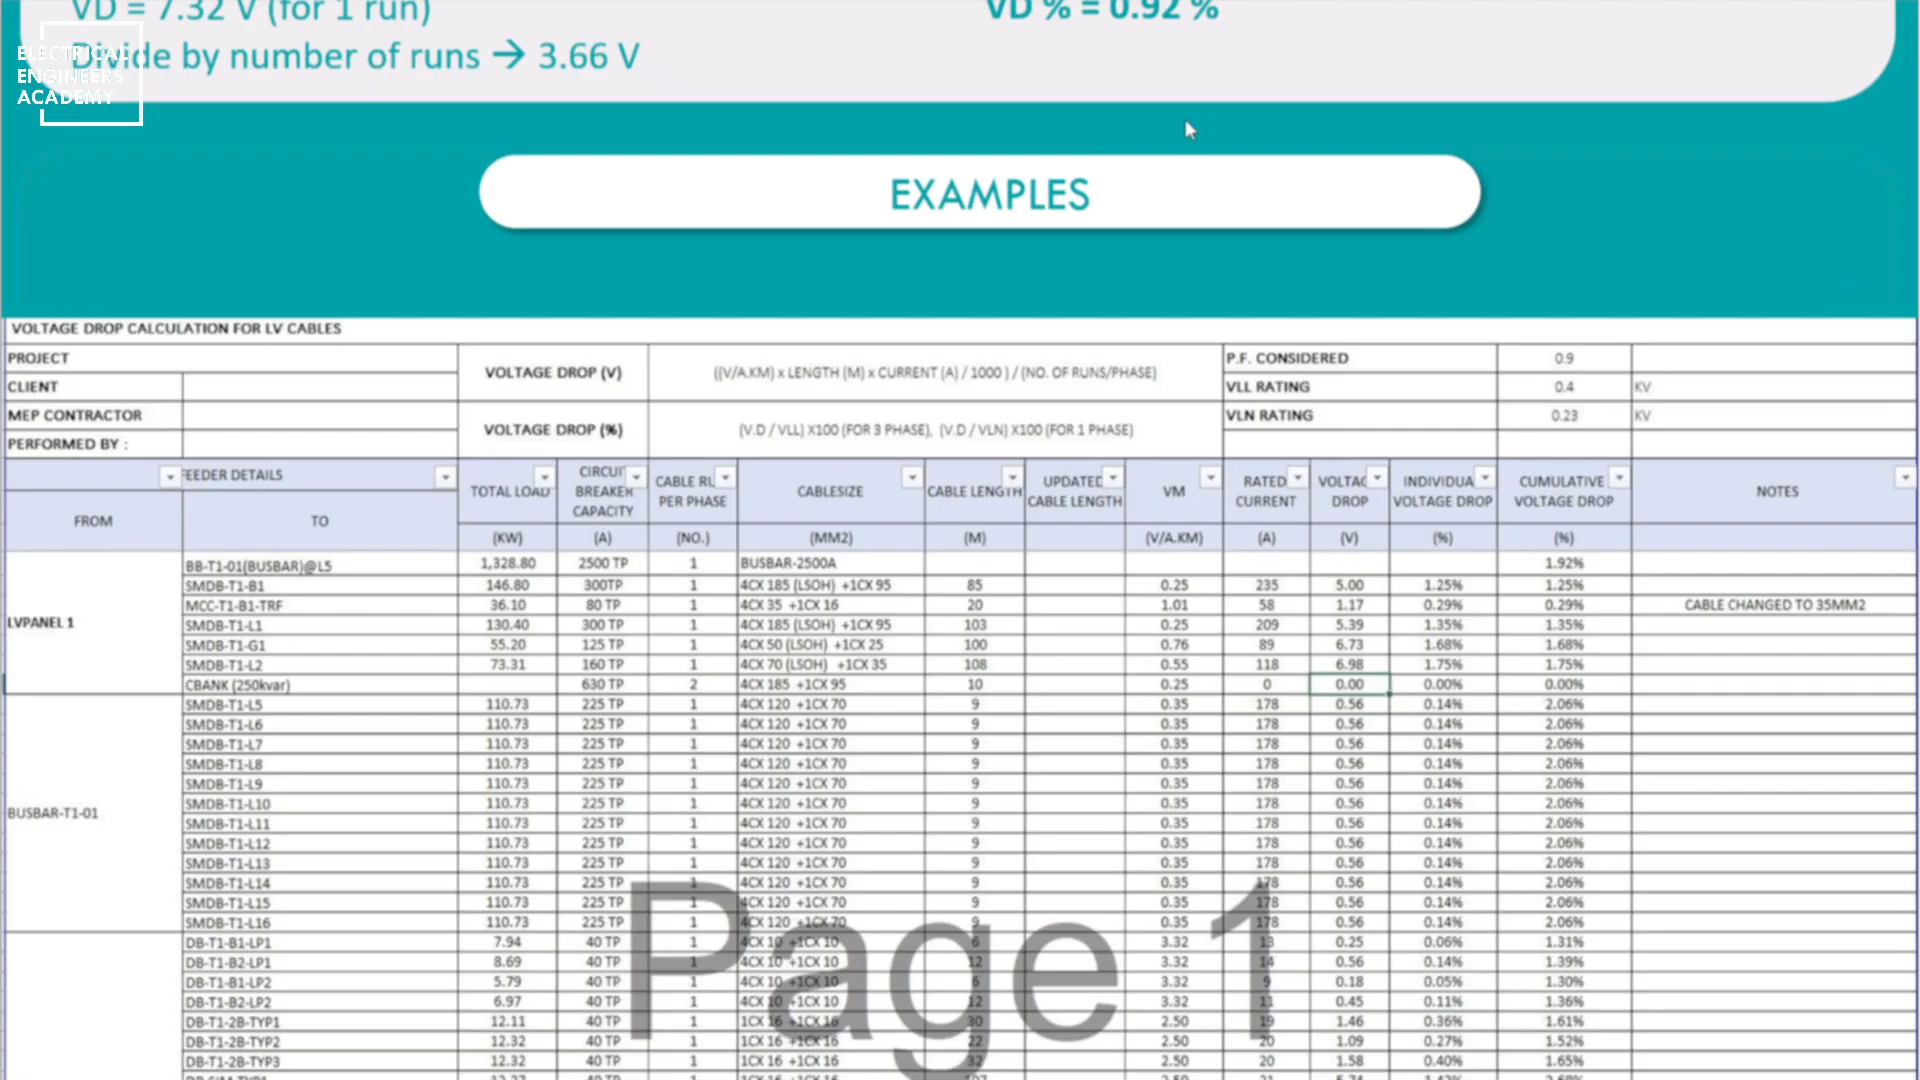 VD = 7.32 V (for 1 run)
VD % = 0.92 %
Divide by number of runs → 3.66 V
ELECTRICAL
ENGINEERS
ACADEMY
EXAMPLES
VOLTAGE DROP CALCULATION FOR LV CABLES
PROJECT
CLIENT
MEP CONTRACTOR
PERFORMED BY :
VOLTAGE DROP (V) ((V/A.KM) x LENGTH (M) x CURRENT (A) / 1000 ) / (NO. OF RUNS/PHASE)
VOLTAGE DROP (%) (V.D / VLL) X100 (FOR 3 PHASE), (V.D / VLN) X100 (FOR 1 PHASE)
P.F. CONSIDERED 0.9
VLL RATING 0.4 KV
VLN RATING 0.23 KV
FEEDER DETAILS
FROM TO
TOTAL LOAD
(KW)
CIRCUIT
BREAKER
CAPACITY
(A)
CABLE RU
PER PHASE
(NO.)
CABLESIZE
(MM2)
CABLE LENGTH
(M)
UPDATED
CABLE LENGTH
VM
(V/A.KM)
RATED
CURRENT
(A)
VOLTAG
DROP
(V)
INDIVIDUA
VOLTAGE DROP
(%)
CUMULATIVE
VOLTAGE DROP
(%)
NOTES
LVPANEL 1
BB-T1-01(BUSBAR)@L5 1,328.80 2500 TP 1 BUSBAR-2500A 1.92%
SMDB-T1-B1 146.80 300TP 1 4CX 185 (LSOH) +1CX 95 85 0.25 235 5.00 1.25% 1.25%
MCC-T1-B1-TRF 36.10 80 TP 1 4CX 35 +1CX 16 20 1.01 58 1.17 0.29% 0.29% CABLE CHANGED TO 35MM2
SMDB-T1-L1 130.40 300 TP 1 4CX 185 (LSOH) +1CX 95 103 0.25 209 5.39 1.35% 1.35%
SMDB-T1-G1 55.20 125 TP 1 4CX 50 (LSOH) +1CX 25 100 0.76 89 6.73 1.68% 1.68%
SMDB-T1-L2 73.31 160 TP 1 4CX 70 (LSOH) +1CX 35 108 0.55 118 6.98 1.75% 1.75%
CBANK (250kvar) 630 TP 2 4CX 185 +1CX 95 10 0.25 0 0.00 0.00% 0.00%
BUSBAR-T1-01
SMDB-T1-L5 110.73 225 TP 1 4CX 120 +1CX 70 9 0.35 178 0.56 0.14% 2.06%
SMDB-T1-L6 110.73 225 TP 1 4CX 120 +1CX 70 9 0.35 178 0.56 0.14% 2.06%
SMDB-T1-L7 110.73 225 TP 1 4CX 120 +1CX 70 9 0.35 178 0.56 0.14% 2.06%
SMDB-T1-L8 110.73 225 TP 1 4CX 120 +1CX 70 9 0.35 178 0.56 0.14% 2.06%
SMDB-T1-L9 110.73 225 TP 1 4CX 120 +1CX 70 9 0.35 178 0.56 0.14% 2.06%
SMDB-T1-L10 110.73 225 TP 1 4CX 120 +1CX 70 9 0.35 178 0.56 0.14% 2.06%
SMDB-T1-L11 110.73 225 TP 1 4CX 120 +1CX 70 9 0.35 178 0.56 0.14% 2.06%
SMDB-T1-L12 110.73 225 TP 1 4CX 120 +1CX 70 9 0.35 178 0.56 0.14% 2.06%
SMDB-T1-L13 110.73 225 TP 1 4CX 120 +1CX 70 9 0.35 178 0.56 0.14% 2.06%
SMDB-T1-L14 110.73 225 TP 1 4CX 120 +1CX 70 9 0.35 178 0.56 0.14% 2.06%
SMDB-T1-L15 110.73 225 TP 1 4CX 120 +1CX 70 9 0.35 178 0.56 0.14% 2.06%
SMDB-T1-L16 110.73 225 TP 1 4CX 120 +1CX 70 9 0.35 178 0.56 0.14% 2.06%
DB-T1-B1-LP1 7.94 40 TP 1 4CX 10 +1CX 10 6 3.32 13 0.25 0.06% 1.31%
DB-T1-B2-LP1 8.69 40 TP 1 4CX 10 +1CX 10 12 3.32 14 0.56 0.14% 1.39%
DB-T1-B1-LP2 5.79 40 TP 1 4CX 10 +1CX 10 6 3.32 9 0.18 0.05% 1.30%
DB-T1-B2-LP2 6.97 40 TP 1 4CX 10 +1CX 10 12 3.32 11 0.45 0.11% 1.36%
DB-T1-2B-TYP1 12.11 40 TP 1 1CX 16 +1CX 16 30 2.50 19 1.46 0.36% 1.61%
DB-T1-2B-TYP2 12.32 40 TP 1 1CX 16 +1CX 16 22 2.50 20 1.09 0.27% 1.52%
DB-T1-2B-TYP3 12.32 40 TP 1 1CX 16 +1CX 16 32 2.50 20 1.58 0.40% 1.65%
Page 1